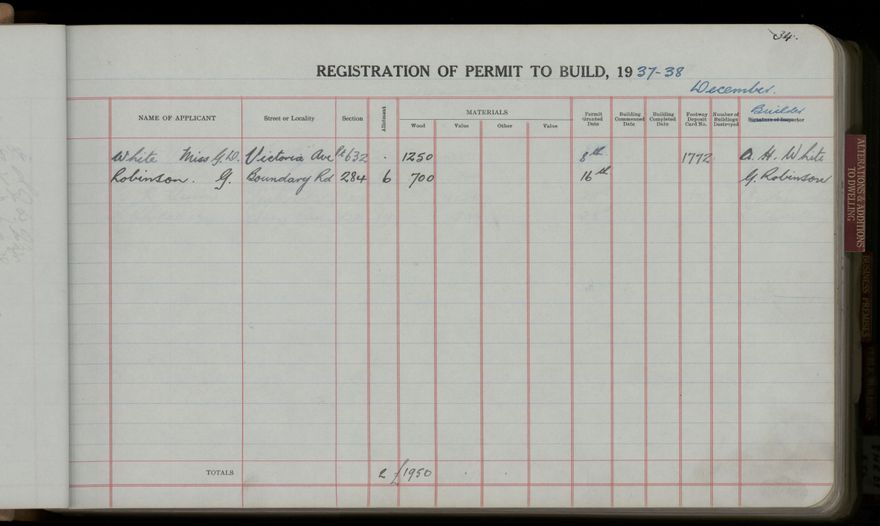 34.
REGISTRATION OF PERMIT TO BUILD, 1937-38
December.
NAME OF APPLICANT Street or Locality Section Allotment MATERIALS Wood Value Other Value Permit Granted Date Building Commenced Date Building Completed Date Footway Deposit Card No. Number of Buildings Destroyed Builder Signature of Inspector
White Miss G.D. Victoria Ave Pt 632 . 1250 8th 1772 A. H. White
Robinson. G. Boundary Rd 284 6 700 16th G. Robinson
TOTALS 2 £1950
ALTERATIONS & ADDITIONS
TO DWELLING
BUSINESS PREMISES